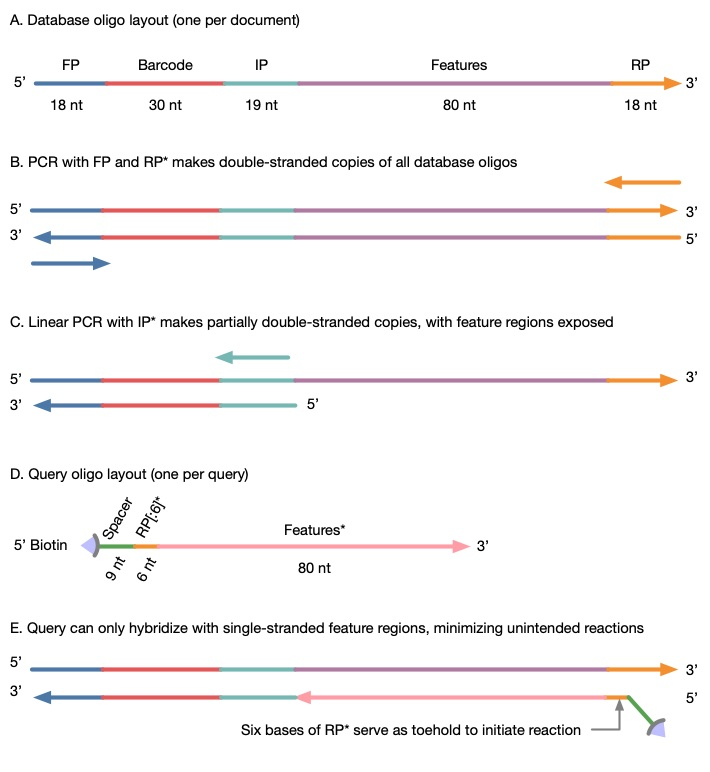 A. Database oligo layout (one per document)
FP Barcode IP Features RP
5’ 3’
18 nt 30 nt 19 nt 80 nt 18 nt
B. PCR with FP and RP* makes double-stranded copies of all database oligos
5’ 3’
3’ 5’
C. Linear PCR with IP* makes partially double-stranded copies, with feature regions exposed
5’ 3’
3’ 5’
D. Query oligo layout (one per query)
Spacer RP[:6]* Features*
5’ Biotin 3’
9 nt 6 nt 80 nt
E. Query can only hybridize with single-stranded feature regions, minimizing unintended reactions
5’ 3’
3’ 5’
Six bases of RP* serve as toehold to initiate reaction